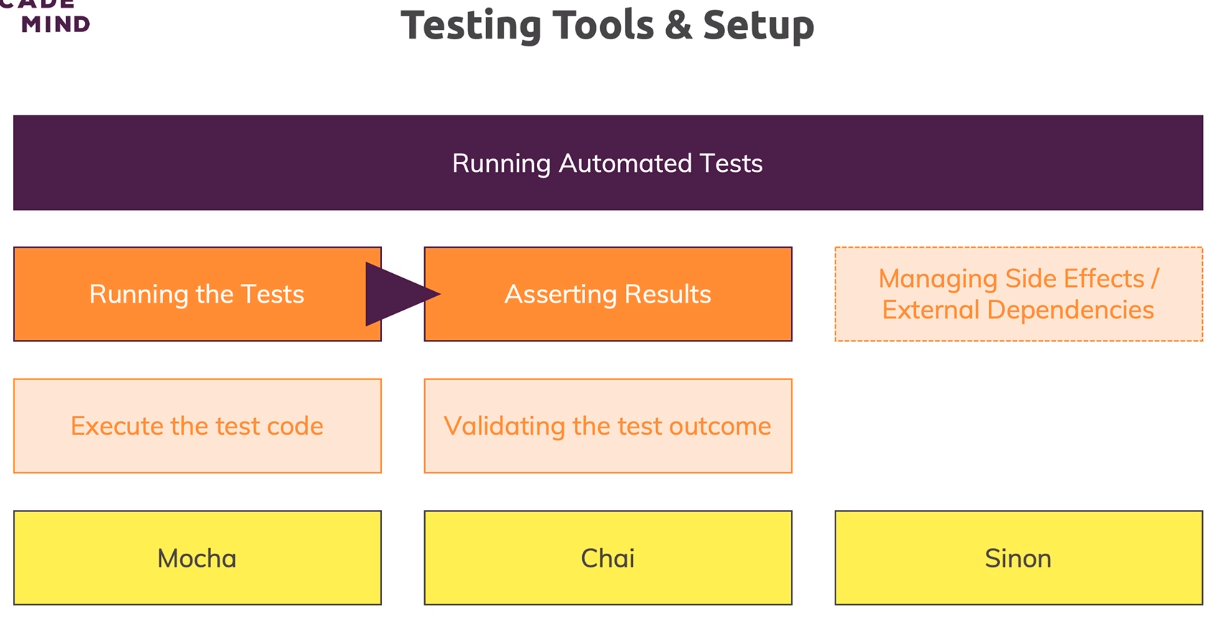 MIND
Testing Tools & Setup
Running Automated Tests
Running the Tests
Asserting Results
Managing Side Effects /
External Dependencies
Execute the test code
Validating the test outcome
Mocha
Chai
Sinon